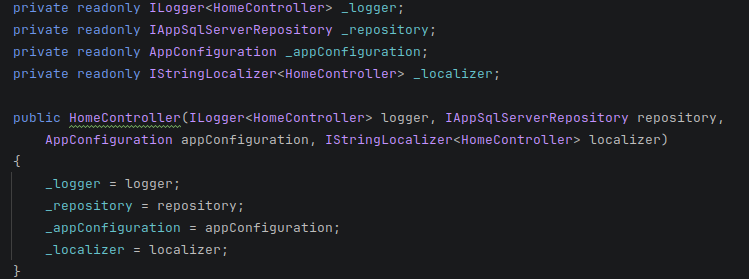 private readonly ILogger<HomeController> _logger;
private readonly IAppSqlServerRepository _repository;
private readonly AppConfiguration _appConfiguration;
private readonly IStringLocalizer<HomeController> _localizer;
public HomeController(ILogger<HomeController> logger, IAppSqlServerRepository repository,
AppConfiguration appConfiguration, IStringLocalizer<HomeController> localizer)
{
_logger = logger;
_repository = repository;
_appConfiguration = appConfiguration;
_localizer = localizer;
}